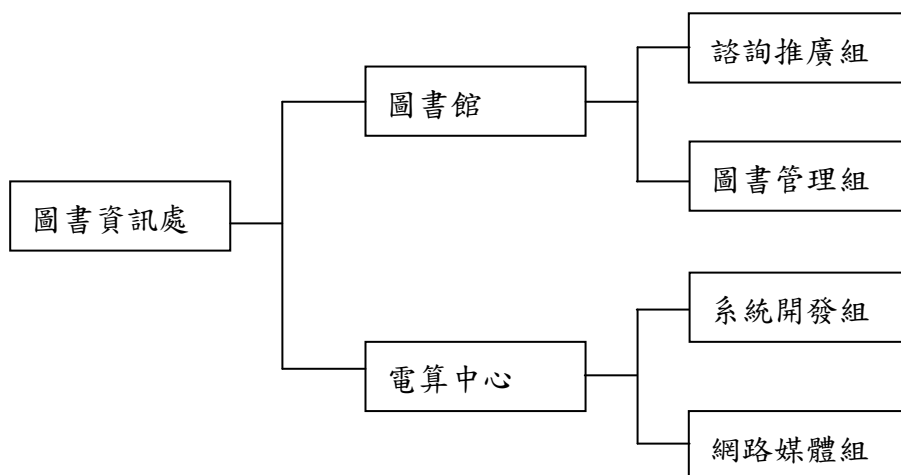 圖書資訊處
圖書館
諮詢推廣組
圖書管理組
電算中心
系統開發組
網路媒體組